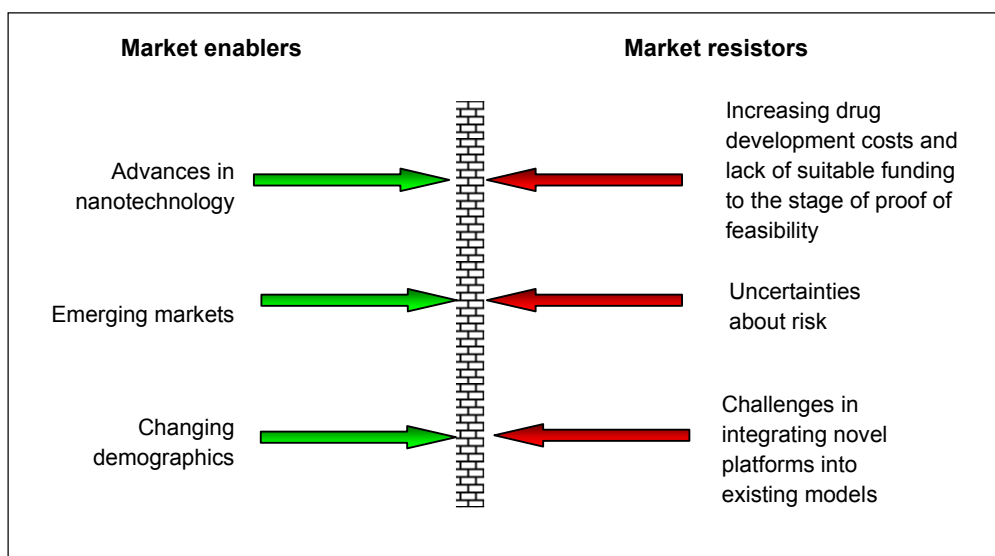 Market enablers
Market resistors
Advances in
nanotechnology
Increasing drug
development costs and
lack of suitable funding
to the stage of proof of
feasibility
Emerging markets
Uncertainties
about risk
Changing
demographics
Challenges in
integrating novel
platforms into
existing models